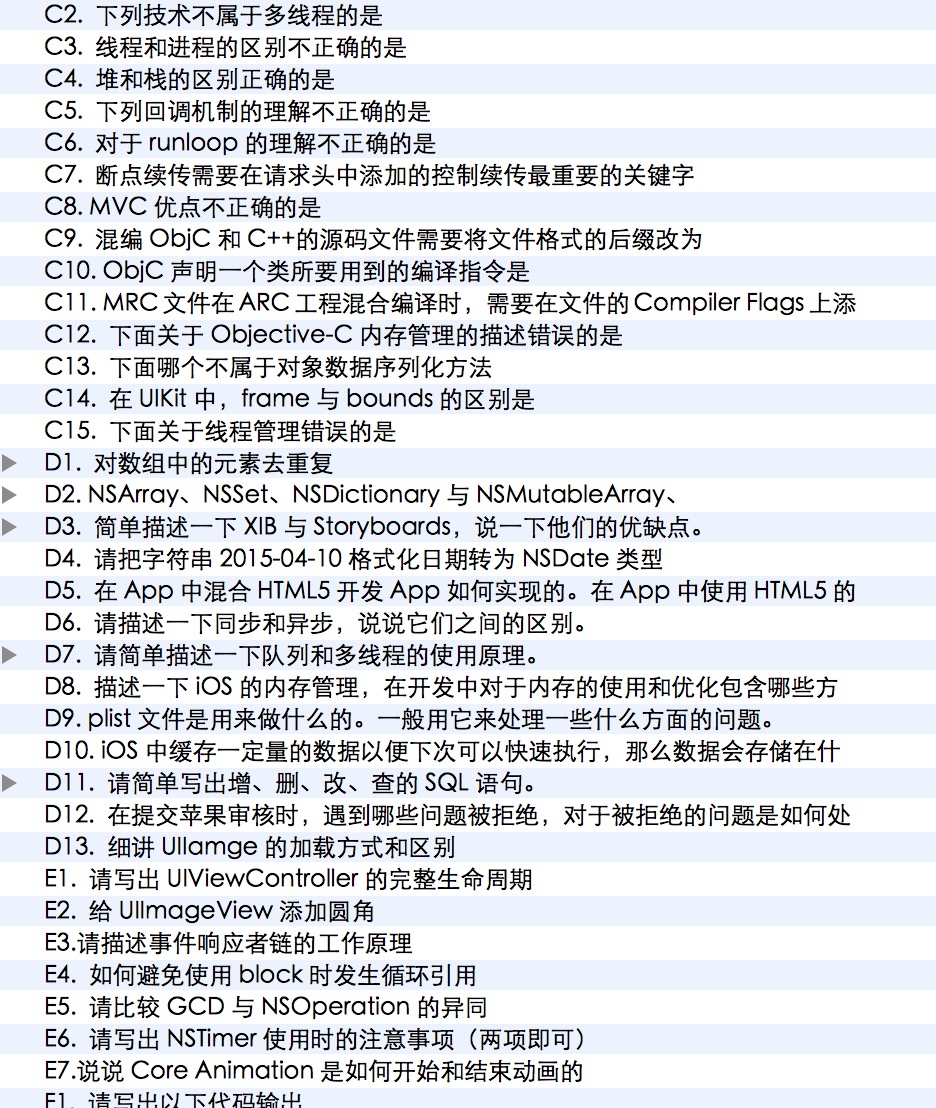 C2. 下列技术不属于多线程的是
C3. 线程和进程的区别不正确的是
C4. 堆和栈的区别正确的是
C5. 下列回调机制的理解不正确的是
C6. 对于 runloop 的理解不正确的是
C7. 断点续传需要在请求头中添加的控制续传最重要的关键字
C8. MVC 优点不正确的是
C9. 混编 ObjC 和 C++的源码文件需要将文件格式的后缀改为
C10. ObjC 声明一个类所要用到的编译指令是
C11. MRC 文件在 ARC 工程混合编译时，需要在文件的 Compiler Flags 上添
C12. 下面关于 Objective-C 内存管理的描述错误的是
C13. 下面哪个不属于对象数据序列化方法
C14. 在 UIKit 中，frame 与 bounds 的区别是
C15. 下面关于线程管理错误的是
D1. 对数组中的元素去重复
D2. NSArray、NSSet、NSDictionary 与 NSMutableArray、
D3. 简单描述一下 XIB 与 Storyboards，说一下他们的优缺点。
D4. 请把字符串 2015-04-10 格式化日期转为 NSDate 类型
D5. 在 App 中混合 HTML5 开发 App 如何实现的。在 App 中使用 HTML5 的
D6. 请描述一下同步和异步，说说它们之间的区别。
D7. 请简单描述一下队列和多线程的使用原理。
D8. 描述一下 iOS 的内存管理，在开发中对于内存的使用和优化包含哪些方
D9. plist 文件是用来做什么的。一般用它来处理一些什么方面的问题。
D10. iOS 中缓存一定量的数据以便下次可以快速执行，那么数据会存储在什
D11. 请简单写出增、删、改、查的 SQL 语句。
D12. 在提交苹果审核时，遇到哪些问题被拒绝，对于被拒绝的问题是如何处
D13. 细讲 UIIamge 的加载方式和区别
E1. 请写出 UIViewController 的完整生命周期
E2. 给 UIImageView 添加圆角
E3.请描述事件响应者链的工作原理
E4. 如何避免使用 block 时发生循环引用
E5. 请比较 GCD 与 NSOperation 的异同
E6. 请写出 NSTimer 使用时的注意事项（两项即可）
E7.说说 Core Animation 是如何开始和结束动画的
F1. 请写出以下代码输出